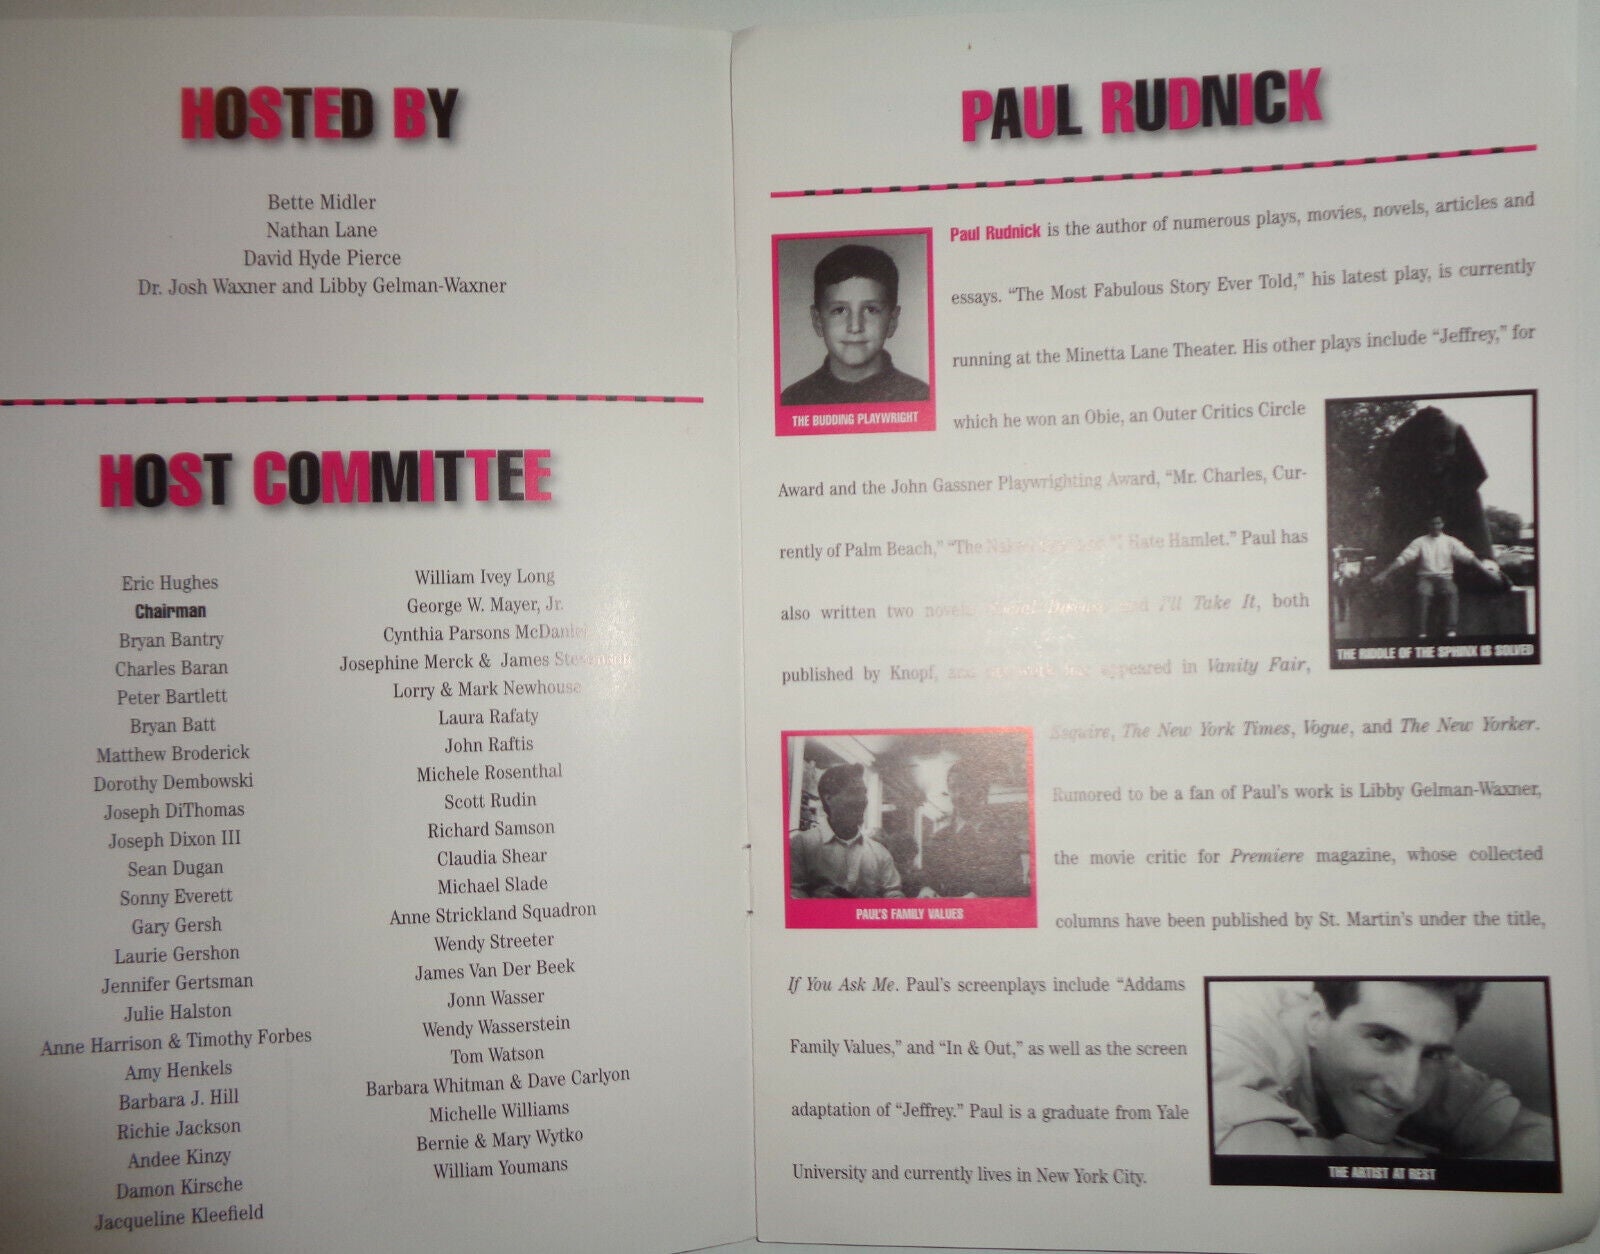 HOSTED BY
Bette Midler
Nathan Lane
David Hyde Pierce
Dr. Josh Waxner and Libby Gelman-Waxner
HOST COMMITTEE
Eric Hughes
Chairman
Bryan Bantry
Charles Baran
Peter Bartlett
Bryan Batt
Matthew Broderick
Dorothy Dembowski
Joseph DiThomas
Joseph Dixon III
Sean Dugan
Sonny Everett
Gary Gersh
Laurie Gershon
Jennifer Gertsman
Julie Halston
Anne Harrison & Timothy Forbes
Amy Henkels
Barbara J. Hill
Richie Jackson
Andee Kinzy
Damon Kirsche
Jacqueline Kleefield
William Ivey Long
George W. Mayer, Jr.
Cynthia Parsons McDaniel
Josephine Merck & James Stevenson
Lorry & Mark Newhouse
Laura Rafaty
John Raftis
Michele Rosenthal
Scott Rudin
Richard Samson
Claudia Shear
Michael Slade
Anne Strickland Squadron
Wendy Streeter
James Van Der Beek
Jonn Wasser
Wendy Wasserstein
Tom Watson
Barbara Whitman & Dave Carlyon
Michelle Williams
Bernie & Mary Wytko
William Youmans
PAUL RUDNICK
Paul Rudnick is the author of numerous plays, movies, novels, articles and
essays. “The Most Fabulous Story Ever Told,” his latest play, is currently
running at the Minetta Lane Theater. His other plays include “Jeffrey,” for
which he won an Obie, an Outer Critics Circle
THE BUDDING PLAYWRIGHT
Award and the John Gassner Playwrighting Award, “Mr. Charles, Cur-
rently of Palm Beach,” “The Naked and “I Hate Hamlet.” Paul has
also written two novels, Social Disease and I'll Take It, both
published by Knopf, and his work has appeared in Vanity Fair,
THE RIDDLE OF THE SPHINX IS SOLVED
Esquire, The New York Times, Vogue, and The New Yorker.
Rumored to be a fan of Paul's work is Libby Gelman-Waxner,
the movie critic for Premiere magazine, whose collected
columns have been published by St. Martin's under the title,
PAUL'S FAMILY VALUES
If You Ask Me. Paul's screenplays include “Addams
Family Values,” and “In & Out,” as well as the screen
adaptation of “Jeffrey.” Paul is a graduate from Yale
University and currently lives in New York City.
THE ARTIST AT REST